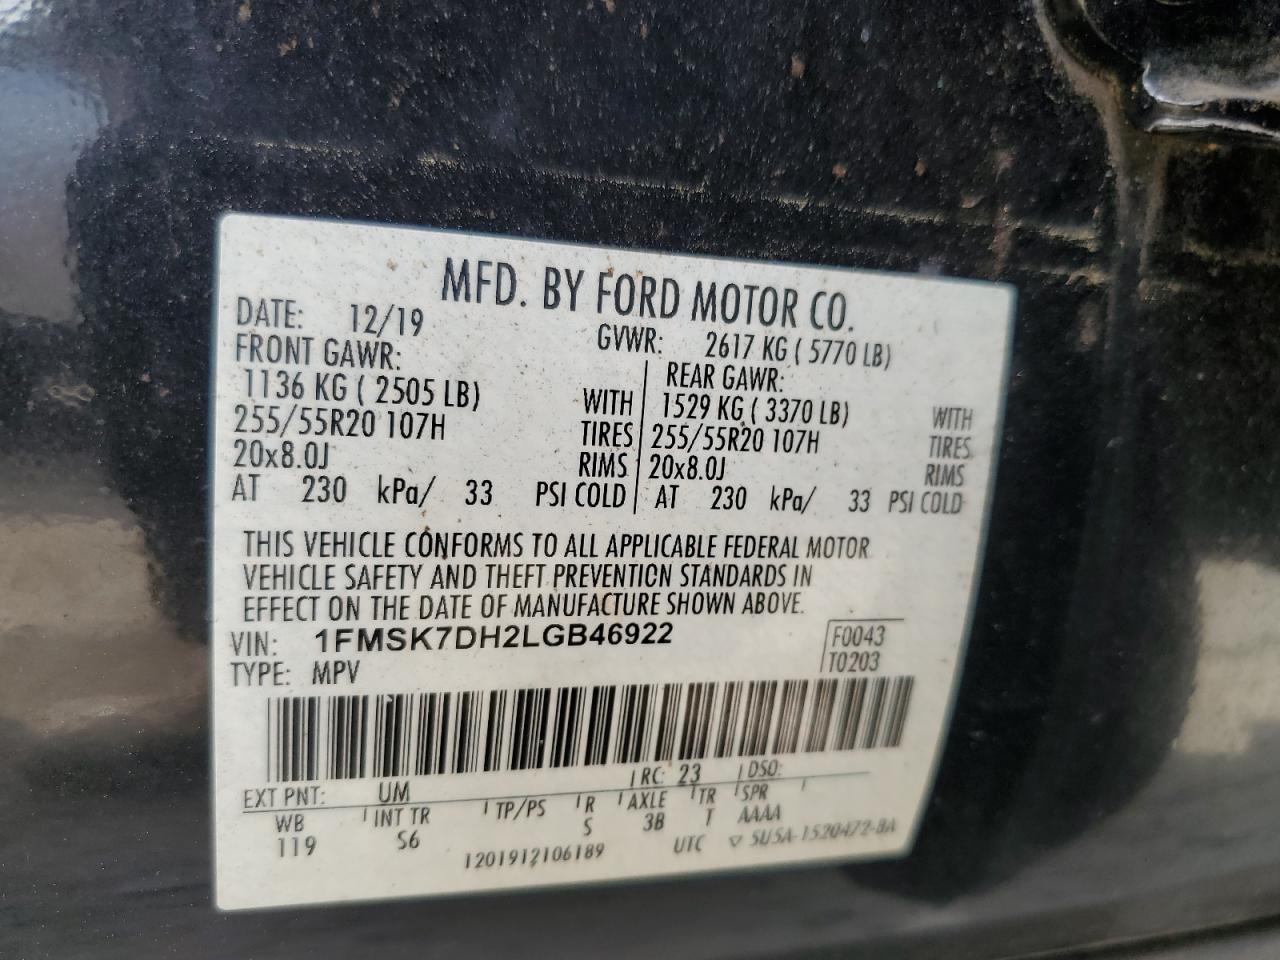 MFD. BY FORD MOTOR CO.
DATE: 12/19 GVWR: 2617 KG ( 5770 LB)
FRONT GAWR: REAR GAWR:
1136 KG ( 2505 LB) WITH 1529 KG ( 3370 LB) WITH
255/55R20 107H TIRES 255/55R20 107H TIRES
20x8.0J RIMS 20x8.0J RIMS
AT 230 kPa/ 33 PSI COLD AT 230 kPa/ 33 PSI COLD
THIS VEHICLE CONFORMS TO ALL APPLICABLE FEDERAL MOTOR
VEHICLE SAFETY AND THEFT PREVENTION STANDARDS IN
EFFECT ON THE DATE OF MANUFACTURE SHOWN ABOVE.
VIN: 1FMSK7DH2LGB46922 F0043
TYPE: MPV T0203
EXT PNT: UM RC: 23 DSO:
WB INT TR TP/PS R AXLE TR SPR
119 S6 S 3B T AAAA
1201912106189 UTC ▽ 5U5A-1520472-BA